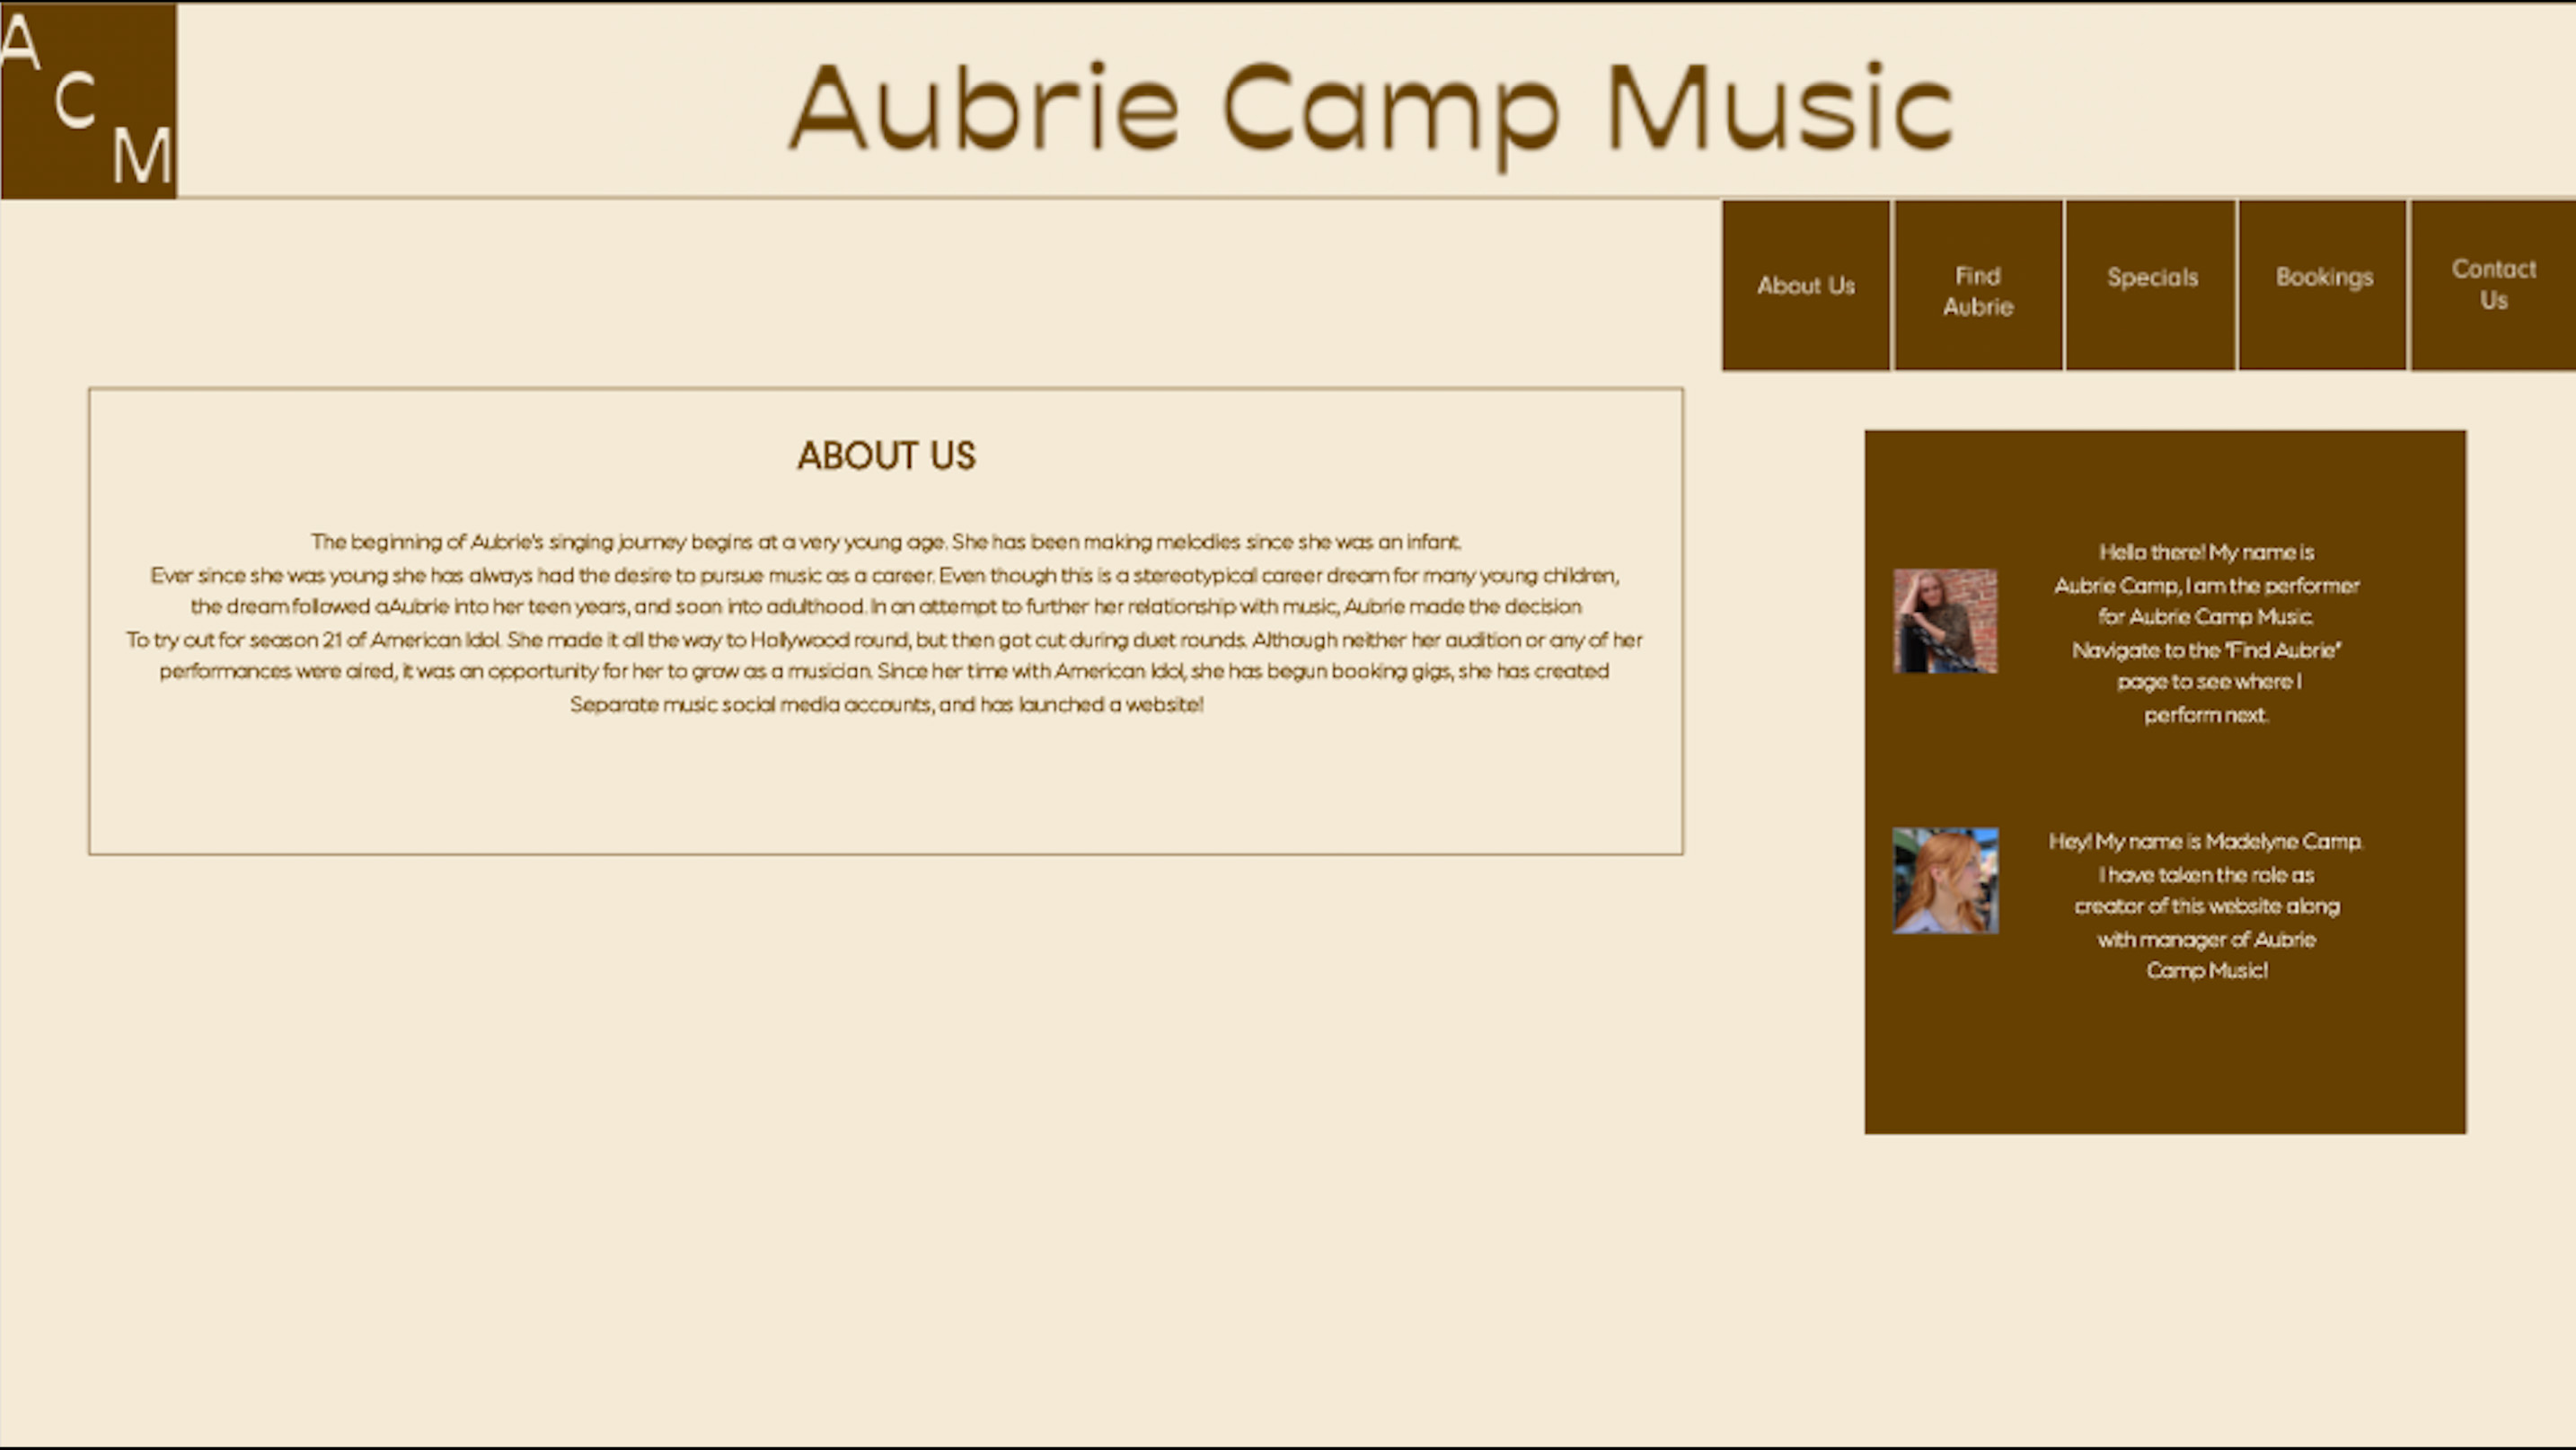 A
C
M
Aubrie Camp Music
About Us
Find
Aubrie
Specials
Bookings
Contact
Us
ABOUT US
The beginning of Aubrie's singing journey begins at a very young age. She has been making melodies since she was an infant.
Ever since she was young she has always had the desire to pursue music as a career. Even though this is a stereotypical career dream for many young children,
the dream followed aAubrie into her teen years, and soon into adulthood. In an attempt to further her relationship with music, Aubrie made the decision
To try out for season 21 of American Idol. She made it all the way to Hollywood round, but then got cut during duet rounds. Although neither her audition or any of her
performances were aired, it was an opportunity for her to grow as a musician. Since her time with American Idol, she has begun booking gigs, she has created
Separate music social media accounts, and has launched a website!
Hello there! My name is
Aubrie Camp, I am the performer
for Aubrie Camp Music.
Navigate to the "Find Aubrie"
page to see where I
perform next.
Hey! My name is Madelyne Camp.
I have taken the role as
creator of this website along
with manager of Aubrie
Camp Music!